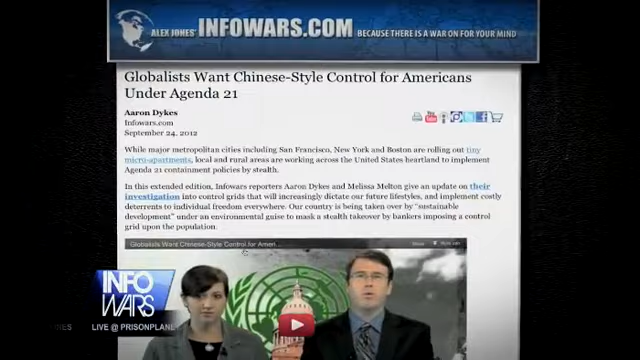 ALEX JONES' INFOWARS.COM BECAUSE THERE IS A WAR ON FOR YOUR MIND
Globalists Want Chinese-Style Control for Americans
Under Agenda 21
Aaron Dykes
Infowars.com
September 24, 2012
While major metropolitan cities including San Francisco, New York and Boston are rolling out tiny
micro-apartments, local and rural areas are working across the United States heartland to implement
Agenda 21 containment policies by stealth.
In this extended edition, Infowars reporters Aaron Dykes and Melissa Melton give an update on their
investigation into control grids that will increasingly dictate our future lifestyles, and implement costly
deterrents to individual freedom everywhere. Our country is being taken over by "sustainable
development" under an environmental guise to mask a stealth takeover by bankers imposing a control
grid upon the population.
Globalists Want Chinese-Style Control for Ameri...
INFO
WARS
LIVE @ PRISONPLANE